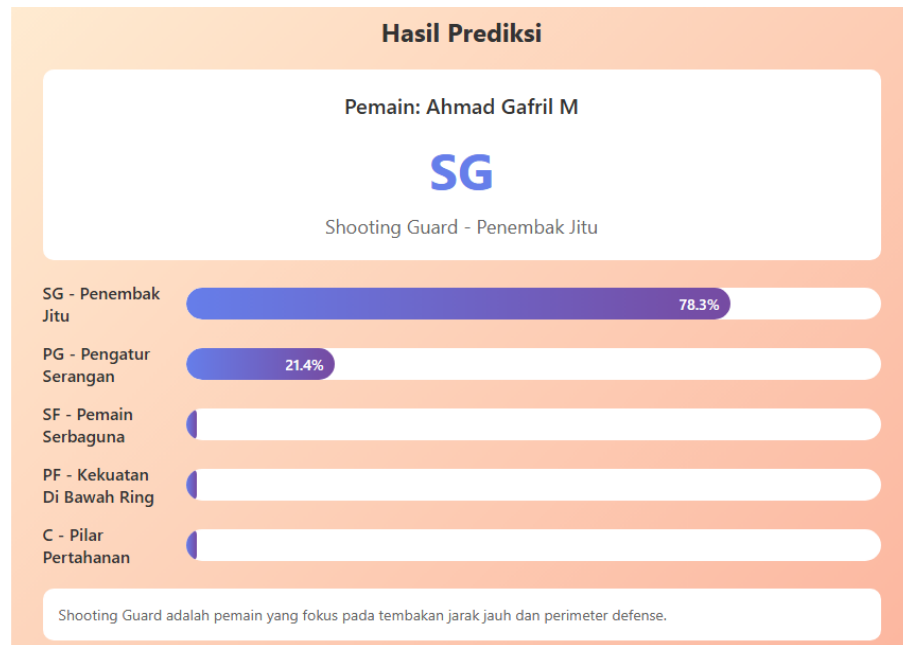 Hasil Prediksi
Pemain: Ahmad Gafril M
SG
Shooting Guard - Penembak Jitu
SG - Penembak
Jitu
78.3%
PG - Pengatur
Serangan
21.4%
SF - Pemain
Serbaguna
PF - Kekuatan
Di Bawah Ring
C - Pilar
Pertahanan
Shooting Guard adalah pemain yang fokus pada tembakan jarak jauh dan perimeter defense.